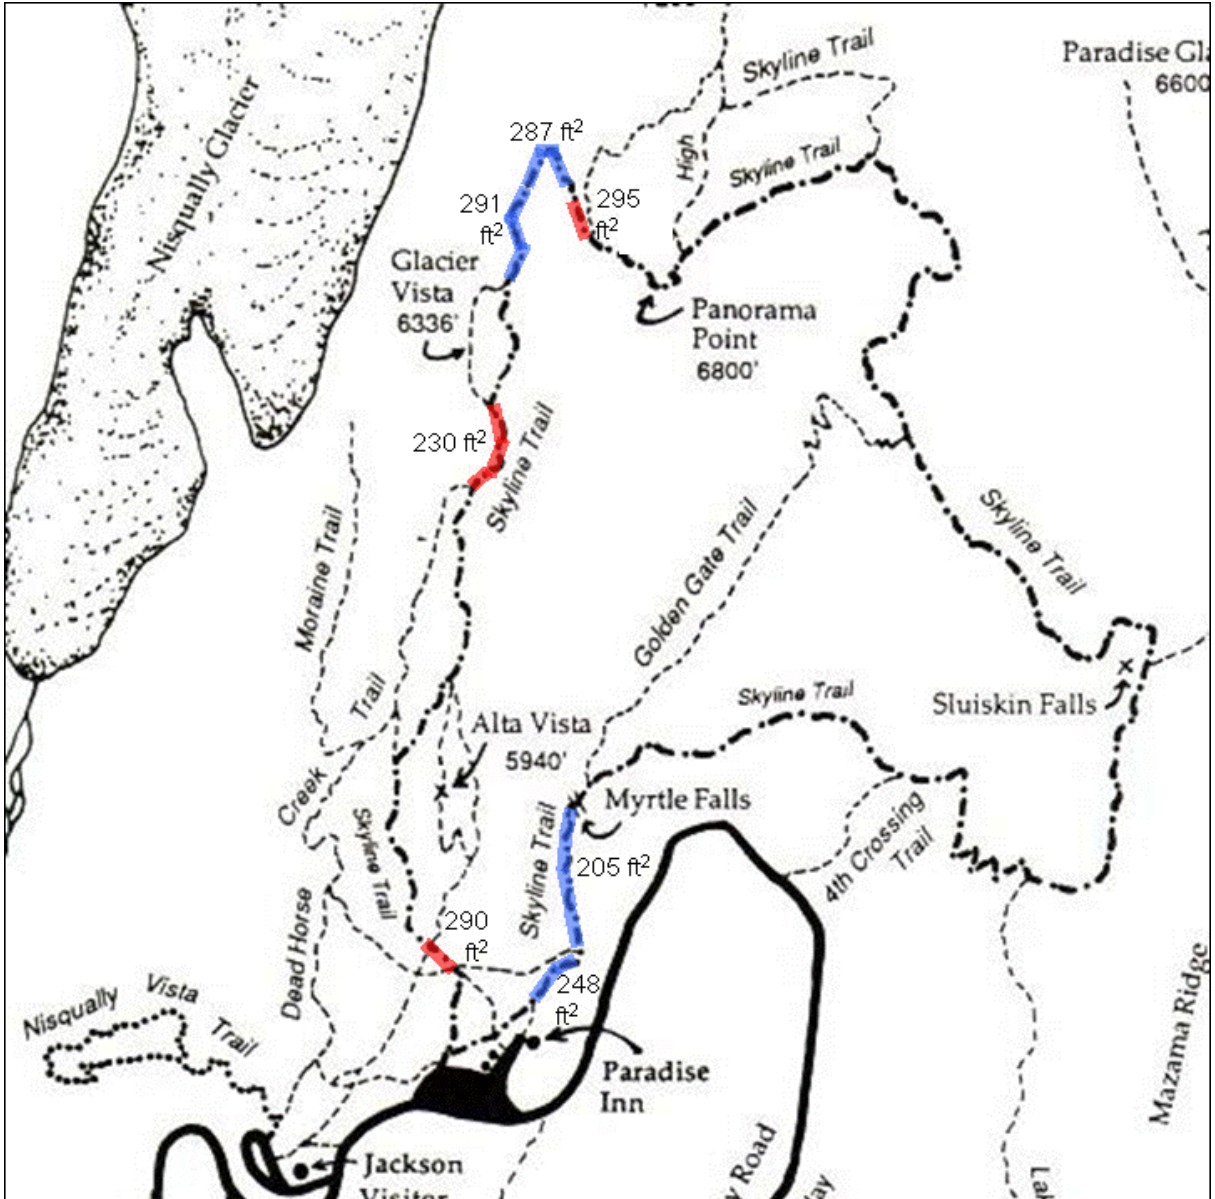 Skyline Trail
Paradise Gla
6600
Nisqually Glacier
287 ft²
High
Skyline Trail
291
ft²
295
ft²
Glacier
Vista
6336'
Panorama
Point
6800'
230 ft²
Skyline Trail
Moraine Trail
Golden Gate Trail
Skyline Trail
Trail
Skyline Trail
Sluiskin Falls
Alta Vista
5940'
Creek
Myrtle Falls
Skyline Trail
Skyline Trail
205 ft²
4th Crossing
Trail
290
ft²
Dead Horse
248
ft²
Nisqually Vista Trail
Mazama Ridge
Paradise
Inn
Jackson
Visitor
y Road